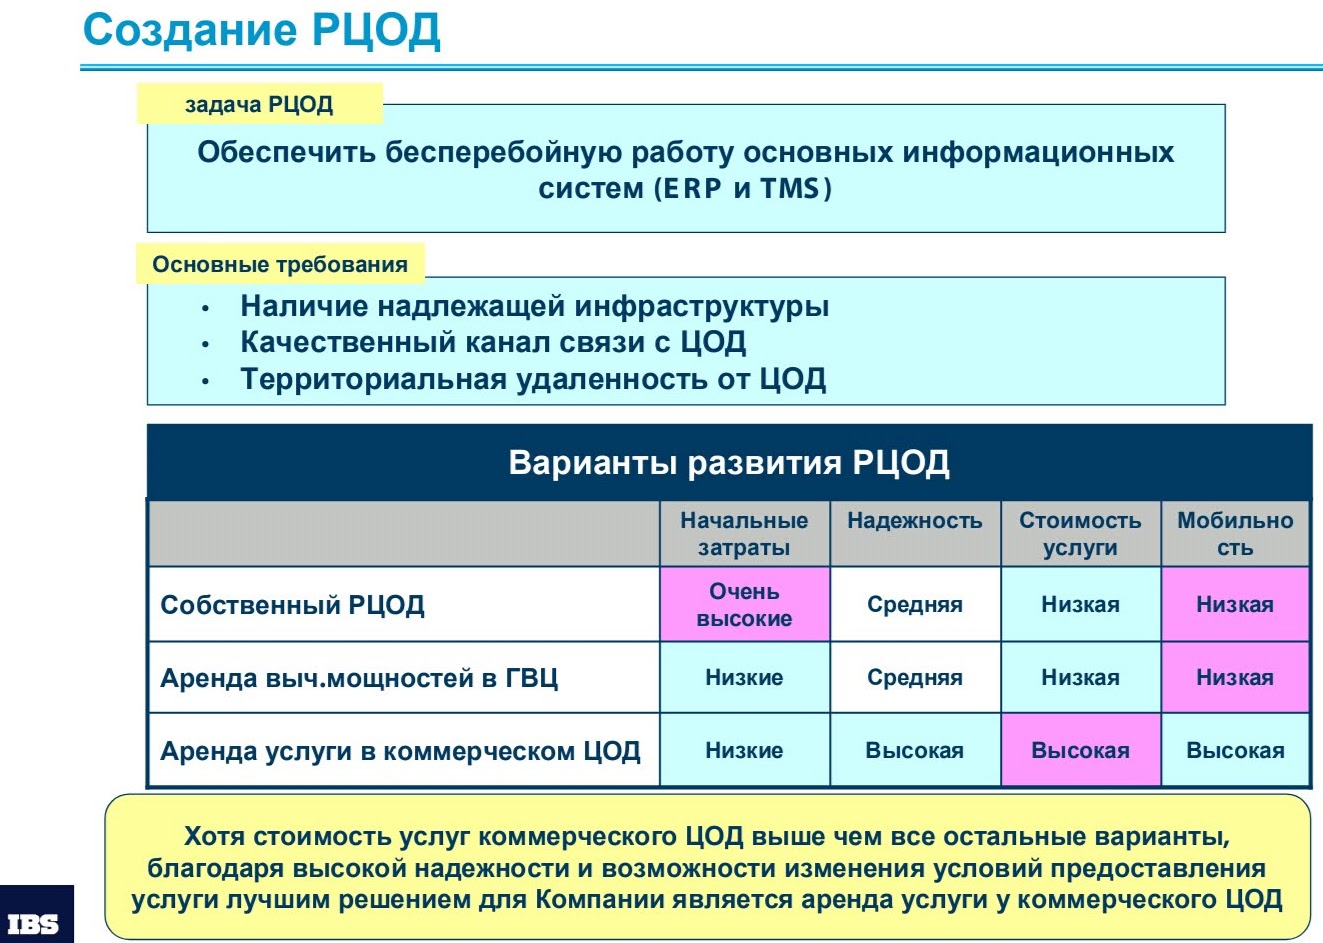 Создание РЦОД
задача РЦОД
Обеспечить бесперебойную работу основных информационных
систем (ERP и TMS)
Основные требования
• Наличие надлежащей инфраструктуры
• Качественный канал связи с ЦОД
• Территориальная удаленность от ЦОД
Варианты развития РЦОД
Начальные затраты Надежность Стоимость услуги Мобильно сть
Собственный РЦОД Очень высокие Средняя Низкая Низкая
Аренда выч.мощностей в ГВЦ Низкие Средняя Низкая Низкая
Аренда услуги в коммерческом ЦОД Низкие Высокая Высокая Высокая
Хотя стоимость услуг коммерческого ЦОД выше чем все остальные варианты,
благодаря высокой надежности и возможности изменения условий предоставления
услуги лучшим решением для Компании является аренда услуги у коммерческого ЦОД
IBS